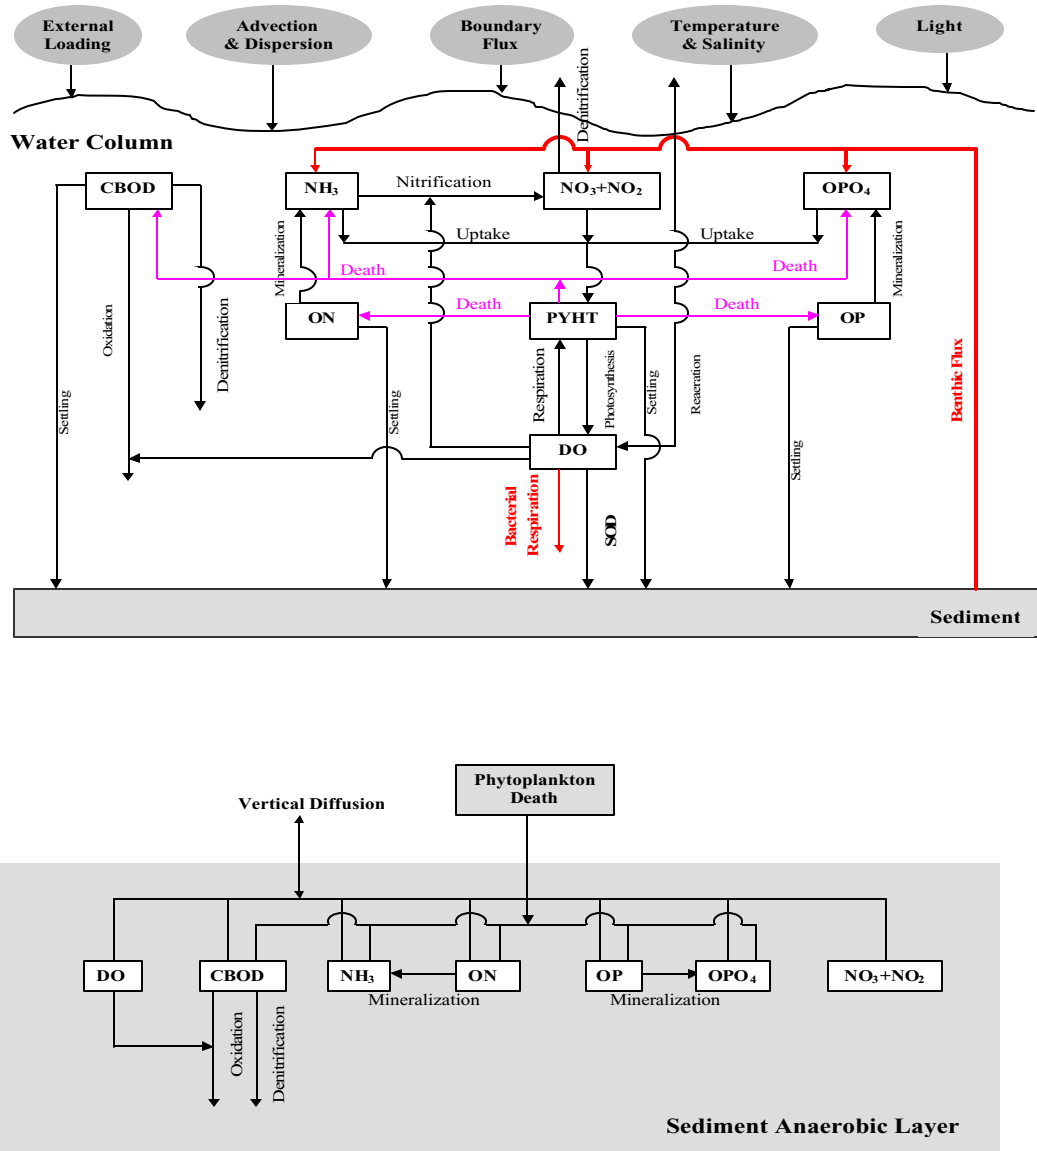 External
Loading
Advection
& Dispersion
Boundary
Flux
Temperature
& Salinity
Light
Denitrification
Water Column
CBOD
NH₃
Nitrification
NO₃+NO₂
OPO₄
Uptake
Uptake
Mineralization
Mineralization
Death
Death
ON
Death
PYHT
Death
OP
Oxidation
Denitrification
Settling
Settling
Respiration
Photosynthesis
Settling
Reaeration
Settling
Benthic Flux
DO
Bacterial
Respiration
SOD
Sediment
Phytoplankton
Death
Vertical Diffusion
DO
CBOD
NH₃
ON
OP
OPO₄
NO₃+NO₂
Mineralization
Mineralization
Oxidation
Denitrification
Sediment Anaerobic Layer